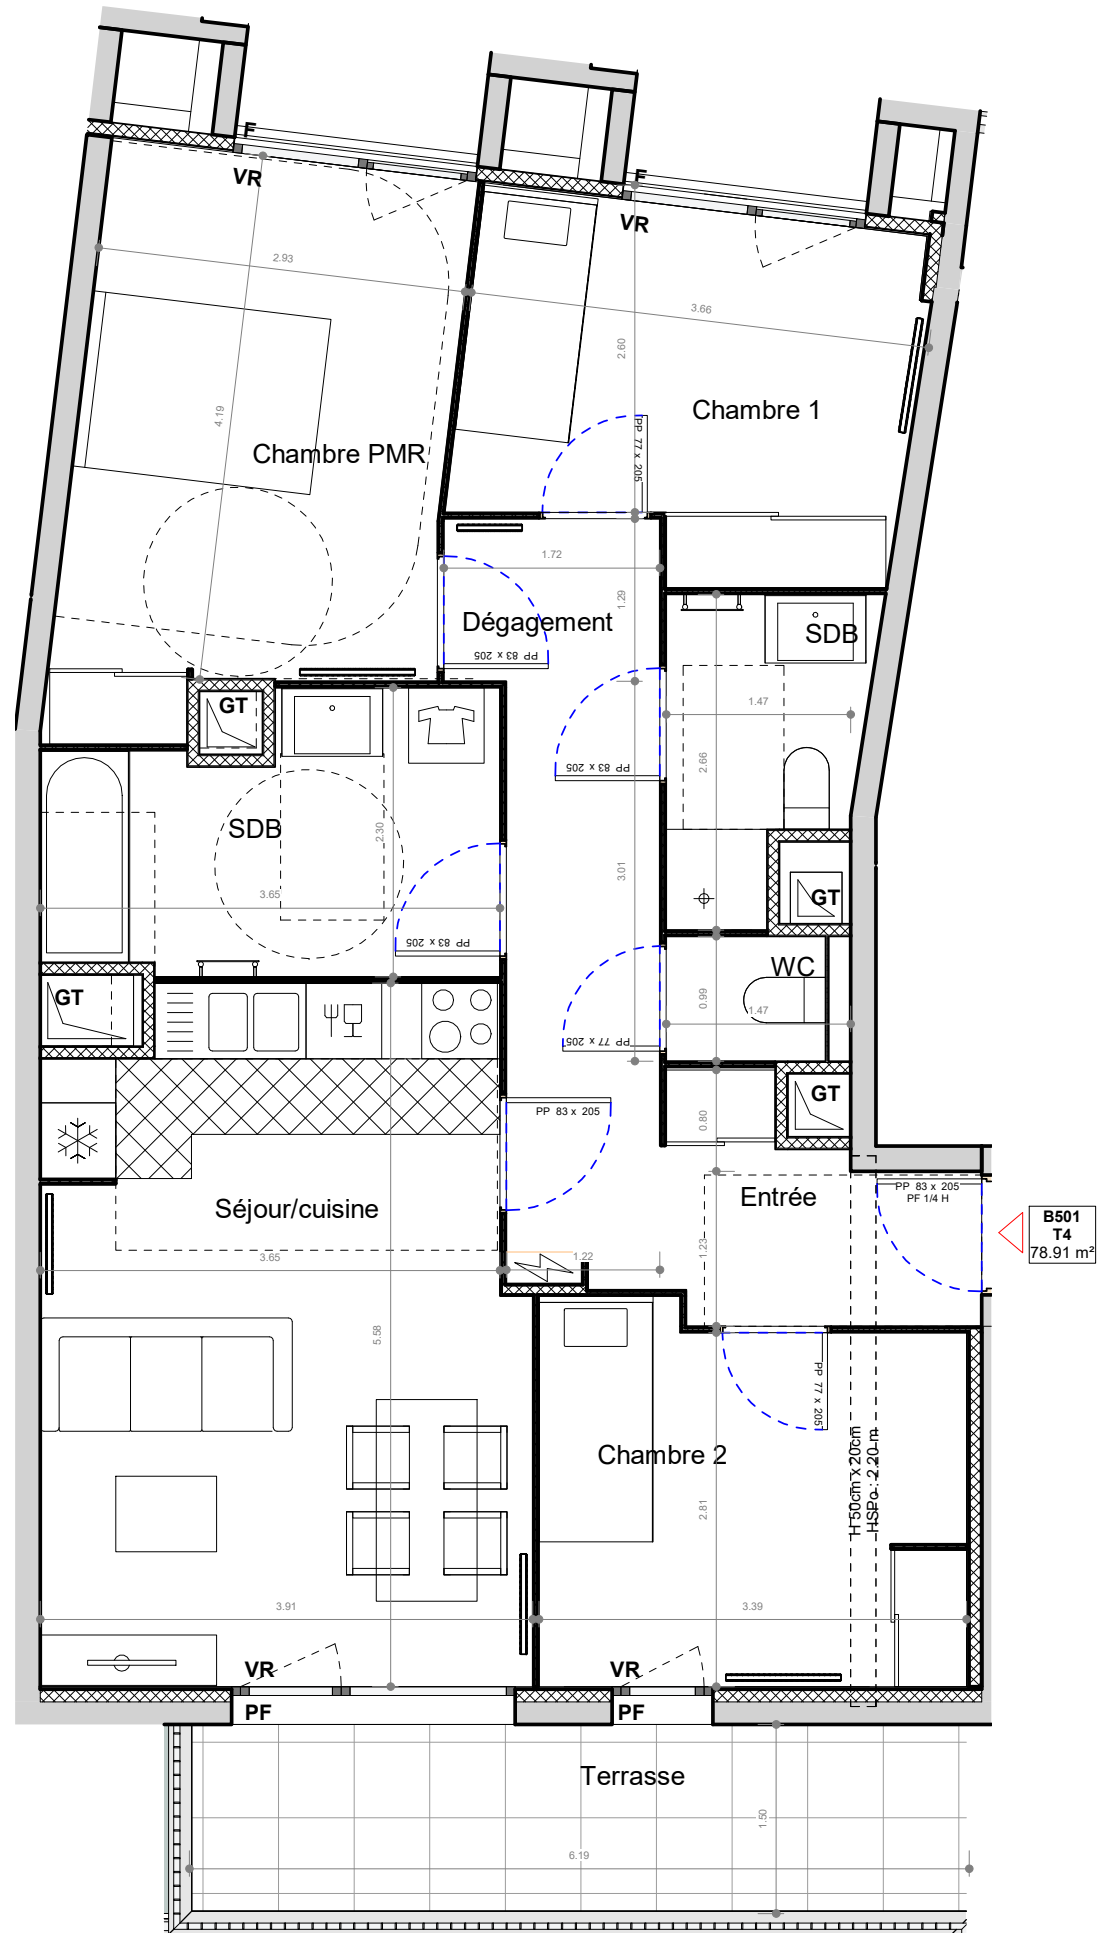 F
VR
F
VR
2.93
3.66
2.60
4.19
Chambre 1
Chambre PMR
PP 77 x 205
1.72
1.29
Dégagement
PP 83 x 205
SDB
GT
1.47
2.66
PP 83 x 205
SDB
2.30
3.01
3.65
GT
PP 83 x 205
WC
GT
0.99
1.47
PP 77 x 205
GT
0.80
PP 83 x 205
PP 83 x 205
PF 1/4 H
Entrée
Séjour/cuisine
B501
T4
78.91 m²
1.23
1.22
3.65
5.58
PP 77 x 205
Chambre 2
H 50cm x 20cm
HSPo : 2.20 m
2.81
3.91
3.39
VR
VR
PF
PF
Terrasse
1.50
6.19